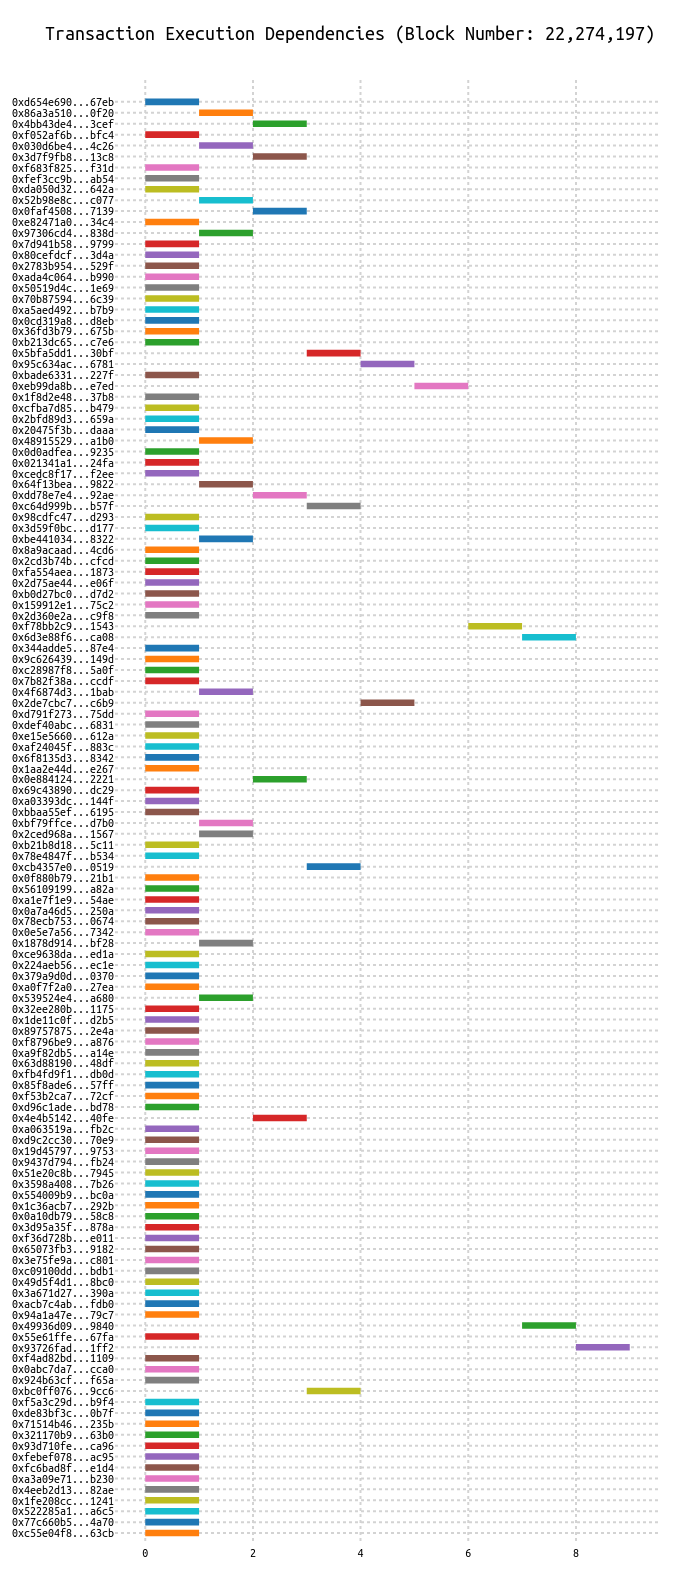 Transaction Execution Dependencies (Block Number: 22,274,197)
0xd654e690...67eb
0x86a3a510...0f20
0x4bb43de4...3cef
0xf052af6b...bfc4
0x030d6be4...4c26
0x3d7f9fb8...13c8
0xf683f825...f31d
0xfef3cc9b...ab54
0xda050d32...642a
0x52b98e8c...c077
0x0faf4508...7139
0xe82471a0...34c4
0x97306cd4...838d
0x7d941b58...9799
0x80cefdcf...3d4a
0x2783b954...529f
0xada4c064...b990
0x50519d4c...1e69
0x70b87594...6c39
0xa5aed492...b7b9
0x0cd319a8...d8eb
0x36fd3b79...675b
0xb213dc65...c7e6
0x5bfa5dd1...30bf
0x95c634ac...6781
0xbade6331...227f
0xeb99da8b...e7ed
0x1f8d2e48...37b8
0xcfba7d85...b479
0x2bfd89d3...659a
0x20475f3b...daaa
0x48915529...a1b0
0x0d0adfea...9235
0x021341a1...24fa
0xcedc8f17...f2ee
0x64f13bea...9822
0xdd78e7e4...92ae
0xc64d999b...b57f
0x98cdfc47...d293
0x3d59f0bc...d177
0xbe441034...8322
0x8a9acaad...4cd6
0x2cd3b74b...cfcd
0xfa554aea...1873
0x2d75ae44...e06f
0xb0d27bc0...d7d2
0x159912e1...75c2
0x2d360e2a...c9f8
0xf78bb2c9...1543
0x6d3e88f6...ca08
0x344adde5...87e4
0x9c626439...149d
0xc28987f8...5a0f
0x7b82f38a...ccdf
0x4f6874d3...1bab
0x2de7cbc7...c6b9
0xd791f273...75dd
0xdef40abc...6831
0xe15e5660...612a
0xaf24045f...883c
0x6f8135d3...8342
0x1aa2e44d...e267
0x0e884124...2221
0x69c43890...dc29
0xa03393dc...144f
0xbbaa55ef...6195
0xbf79ffce...d7b0
0x2ced968a...1567
0xb21b8d18...5c11
0x78e4847f...b534
0xcb4357e0...0519
0x0f880b79...21b1
0x56109199...a82a
0xa1e7f1e9...54ae
0x0a7a46d5...250a
0x78ecb753...0674
0x0e5e7a56...7342
0x1878d914...bf28
0xce9638da...ed1a
0x224aeb56...ec1e
0x379a9d0d...0370
0xa0f7f2a0...27ea
0x539524e4...a680
0x32ee280b...1175
0x1de11c0f...d2b5
0x89757875...2e4a
0xf8796be9...a876
0xa9f82db5...a14e
0x63d88190...48df
0xfb4fd9f1...db0d
0x85f8ade6...57ff
0xf53b2ca7...72cf
0xd96c1ade...bd78
0x4e4b5142...40fe
0xa063519a...fb2c
0xd9c2cc30...70e9
0x19d45797...9753
0x9437d794...fb24
0x51e20c8b...7945
0x3598a408...7b26
0x554009b9...bc0a
0x1c36acb7...292b
0x0a10db79...58c8
0x3d95a35f...878a
0xf36d728b...e011
0x65073fb3...9182
0x3e75fe9a...c801
0xc09100dd...bdb1
0x49d5f4d1...8bc0
0x3a671d27...390a
0xacb7c4ab...fdb0
0x94a1a47e...79c7
0x49936d09...9840
0x55e61ffe...67fa
0x93726fad...1ff2
0xf4ad82bd...1109
0x0abc7da7...cca0
0x924b63cf...f65a
0xbc0ff076...9cc6
0xf5a3c29d...b9f4
0xde83bf3c...0b7f
0x71514b46...235b
0x321170b9...63b0
0x93d710fe...ca96
0xfebef078...ac95
0xfc6bad8f...e1d4
0xa3a09e71...b230
0x4eeb2d13...82ae
0x1fe208cc...1241
0x522285a1...a6c5
0x77c660b5...4a70
0xc55e04f8...63cb
0 2 4 6 8